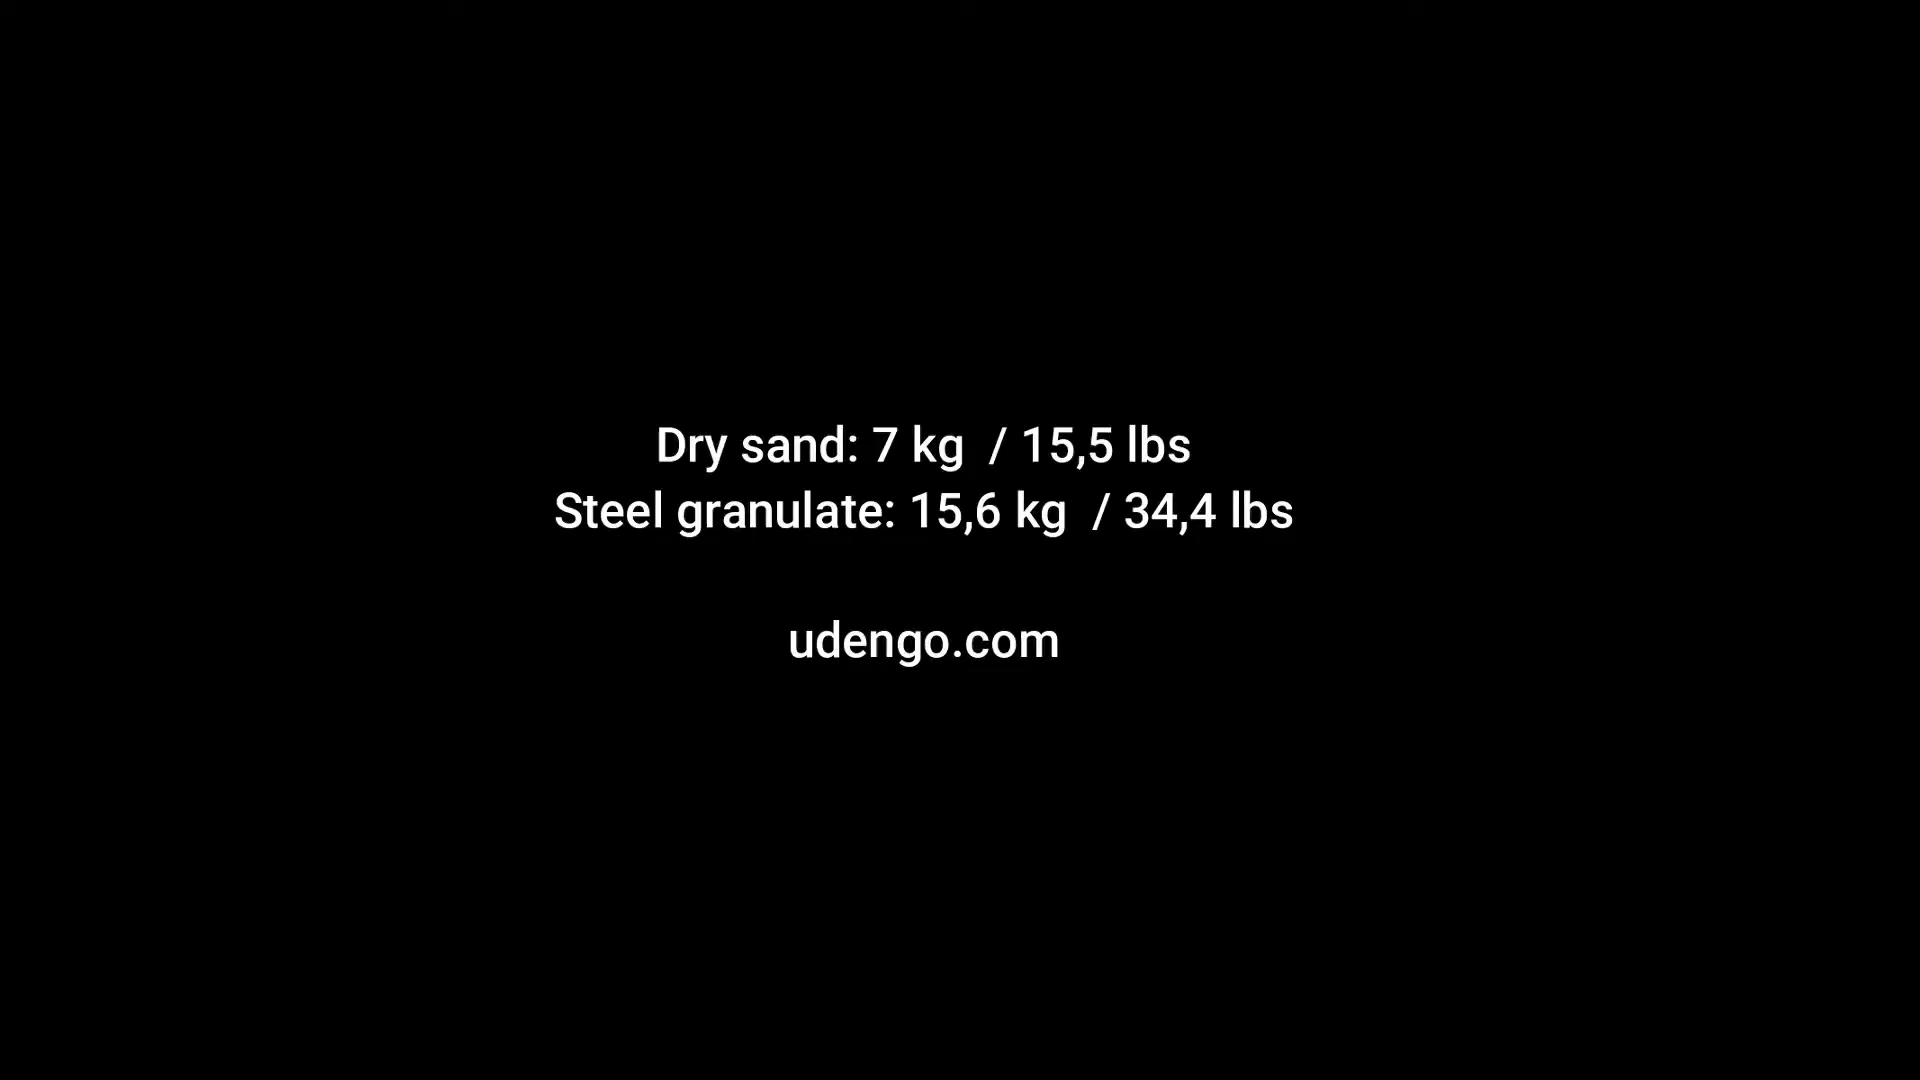 Dry sand: 7 kg  / 15,5 lbs
Steel granulate: 15,6 kg  / 34,4 lbs
udengo.com